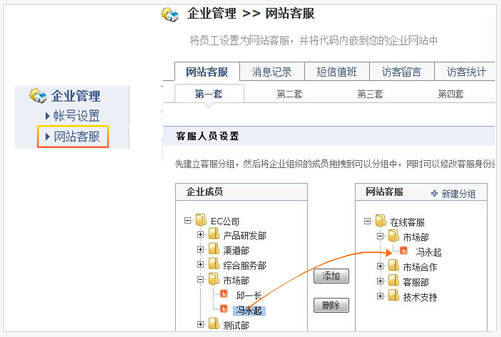 企业管理
帐号设置
网站客服
企业管理 >> 网站客服
将员工设置为网站客服，并将代码内嵌到您的企业网站中
网站客服 消息记录 短信值班 访客留言 访客统计
第一套 第二套 第三套 第四套
客服人员设置
先建立客服分组，然后将企业组织的成员拖拽到可以分组中，同时可以修改客服身份
企业成员
EC公司
产品研发部
渠道部
综合服务部
市场部
邱一长
冯永起
测试部
添加
删除
网站客服 新建分组
在线客服
市场部
冯永起
市场合作
客服部
技术支持